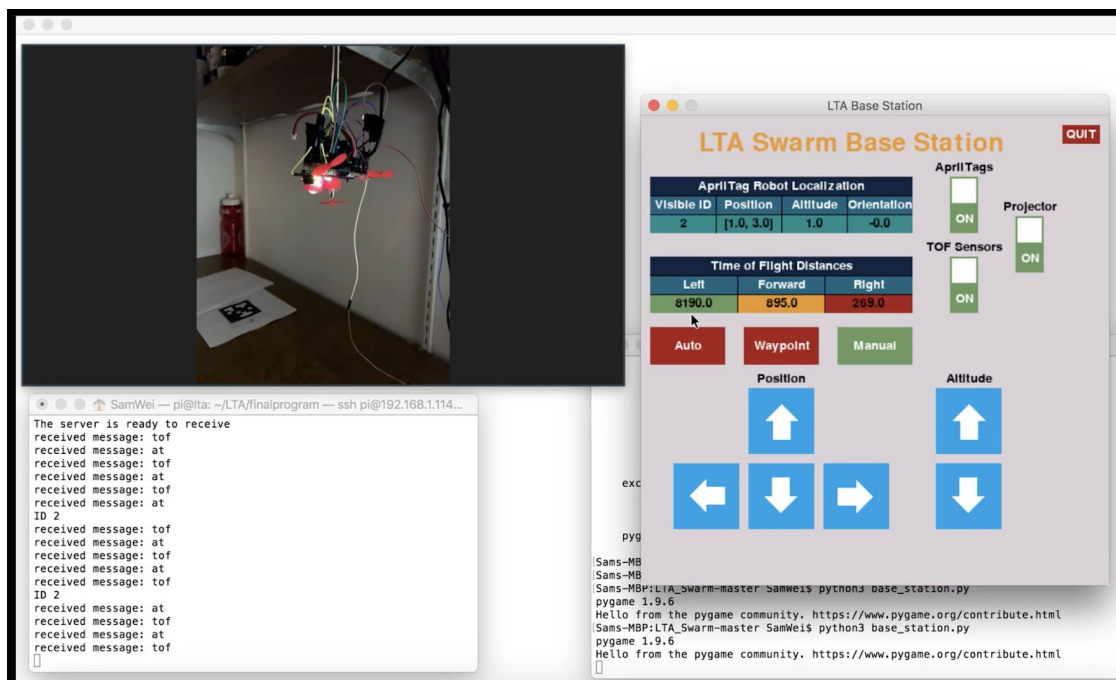 LTA Base Station
LTA Swarm Base Station
QUIT
AprilTags
AprilTag Robot Localization
Visible ID Position Altitude Orientation
2 [1.0, 3.0] 1.0 -0.0
ON
Projector
ON
TOF Sensors
Time of Flight Distances
Left Forward Right
8190.0 895.0 269.0
ON
Auto Waypoint Manual
Position Altitude
SamWei — pi@lta: ~/LTA/finalprogram — ssh pi@192.168.1.114...
The server is ready to receive
received message: tof
received message: at
received message: tof
received message: at
received message: tof
received message: at
ID 2
received message: tof
received message: at
received message: tof
received message: at
received message: tof
ID 2
received message: at
received message: tof
received message: at
received message: tof
exc
pyg
[Sams-MB
[Sams-MB
[Sams-MBP:LTA_Swarm-master SamWei$ python3 base_station.py
pygame 1.9.6
Hello from the pygame community. https://www.pygame.org/contribute.html
[Sams-MBP:LTA_Swarm-master SamWei$ python3 base_station.py
pygame 1.9.6
Hello from the pygame community. https://www.pygame.org/contribute.html